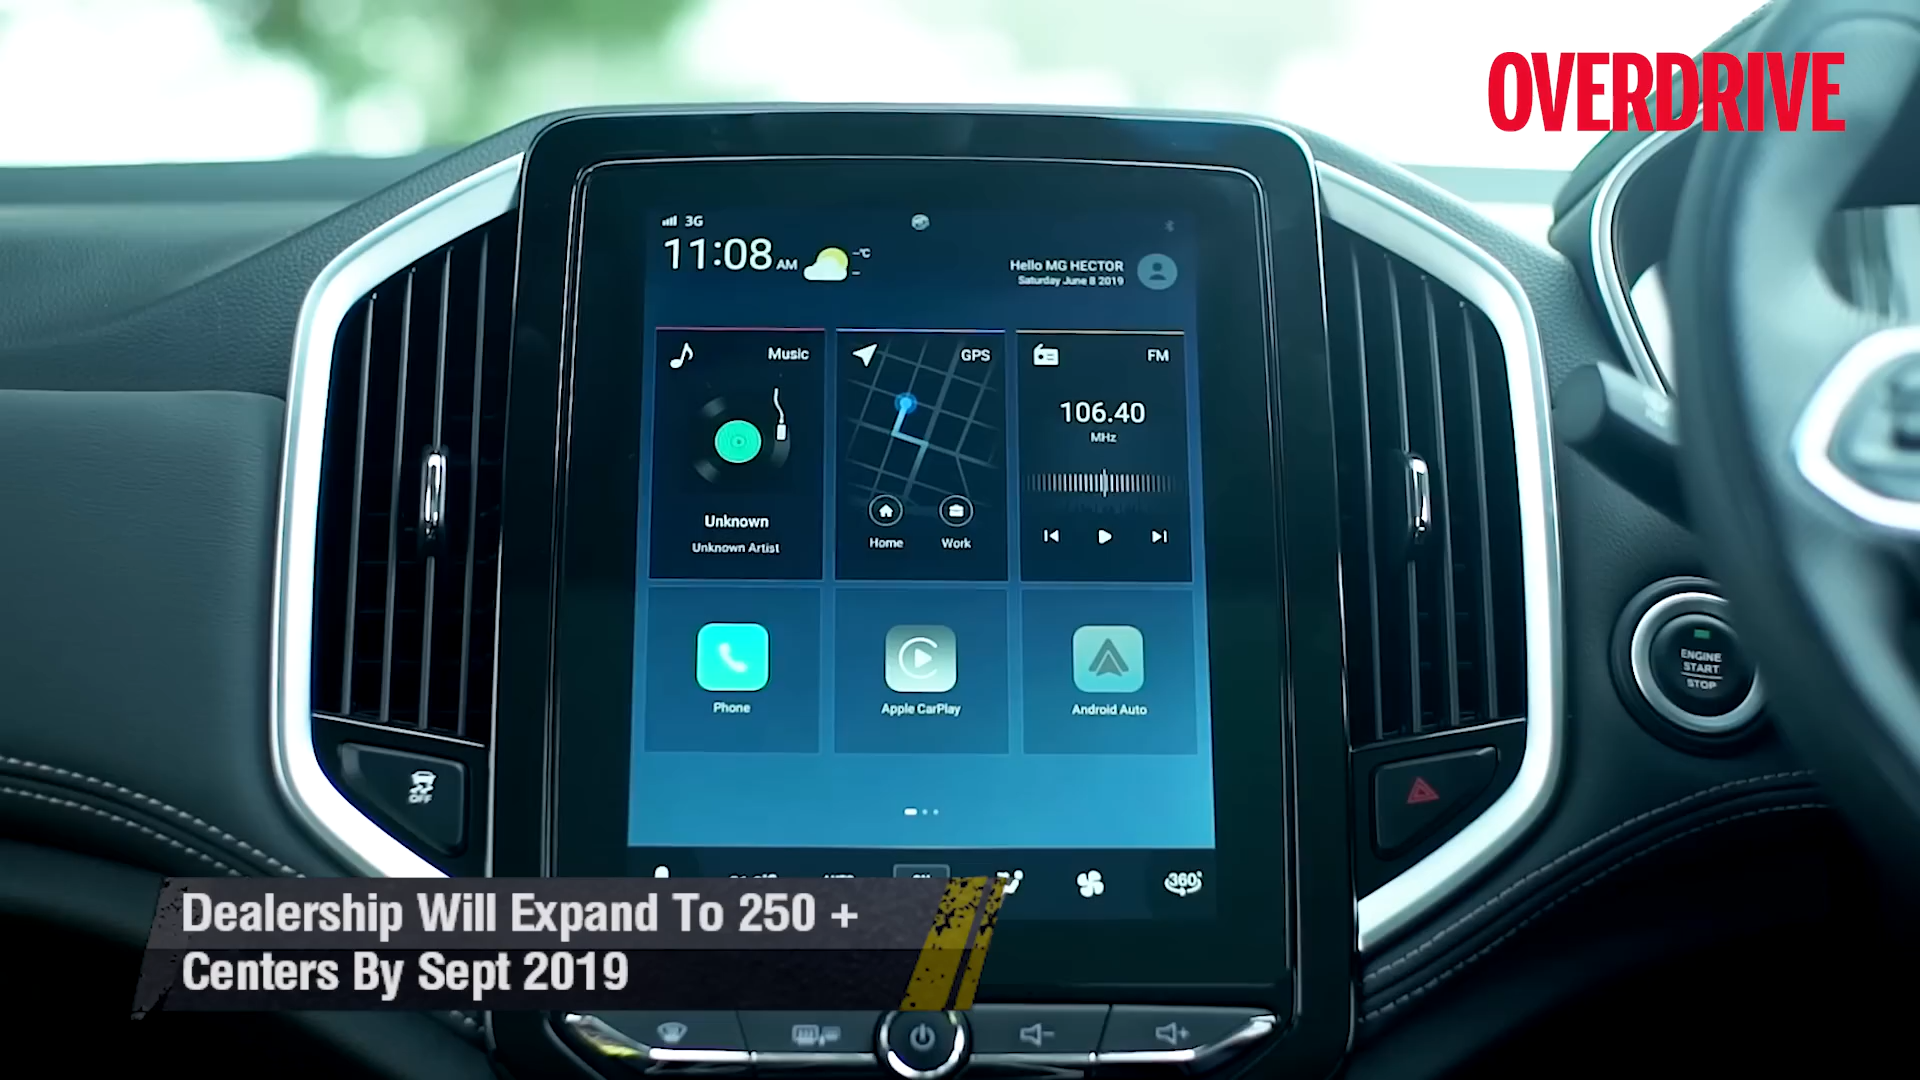 OVERDRIVE
3G
11:08 AM
°C
Hello MG HECTOR
Saturday June 8 2019
Music
GPS
FM
106.40
MHz
Unknown
Unknown Artist
Home
Work
Phone
Apple CarPlay
Android Auto
ENGINE
START
STOP
OFF
360°
Dealership Will Expand To 250 +
Centers By Sept 2019